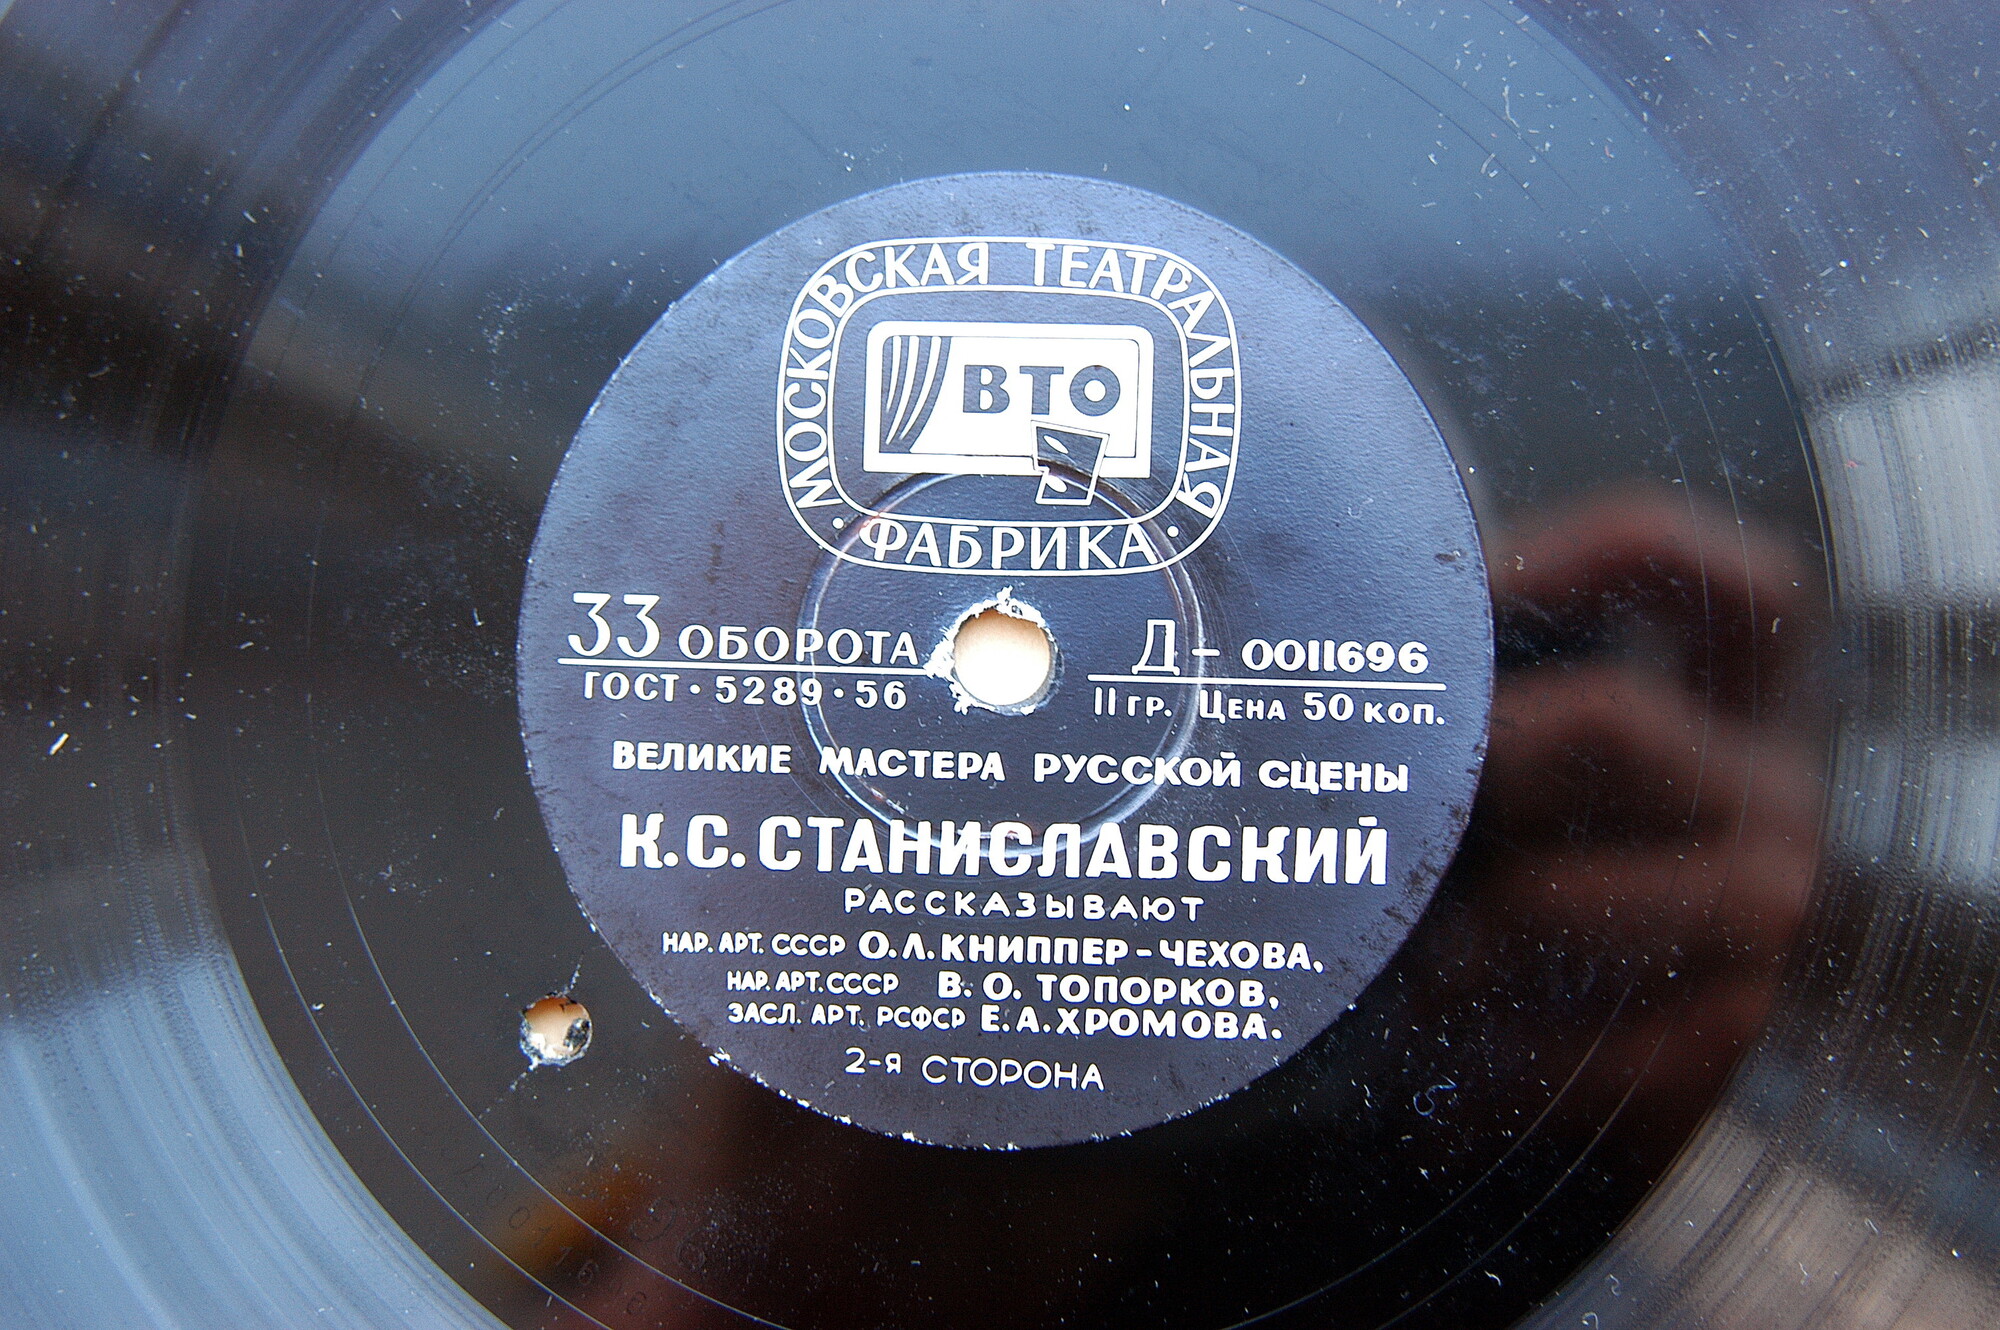 МОСКОВСКАЯ ТЕАТРАЛЬНАЯ
ВТО
• ФАБРИКА •
33 ОБОРОТА
ГОСТ • 5289 • 56
Д – 0011696
II ГР. ЦЕНА 50 КОП.
ВЕЛИКИЕ МАСТЕРА РУССКОЙ СЦЕНЫ
К.С. СТАНИСЛАВСКИЙ
РАССКАЗЫВАЮТ
НАР. АРТ. СССР О.Л. КНИППЕР-ЧЕХОВА,
НАР. АРТ. СССР В.О. ТОПОРКОВ,
ЗАСЛ. АРТ. РСФСР Е.А. ХРОМОВА.
2-Я СТОРОНА